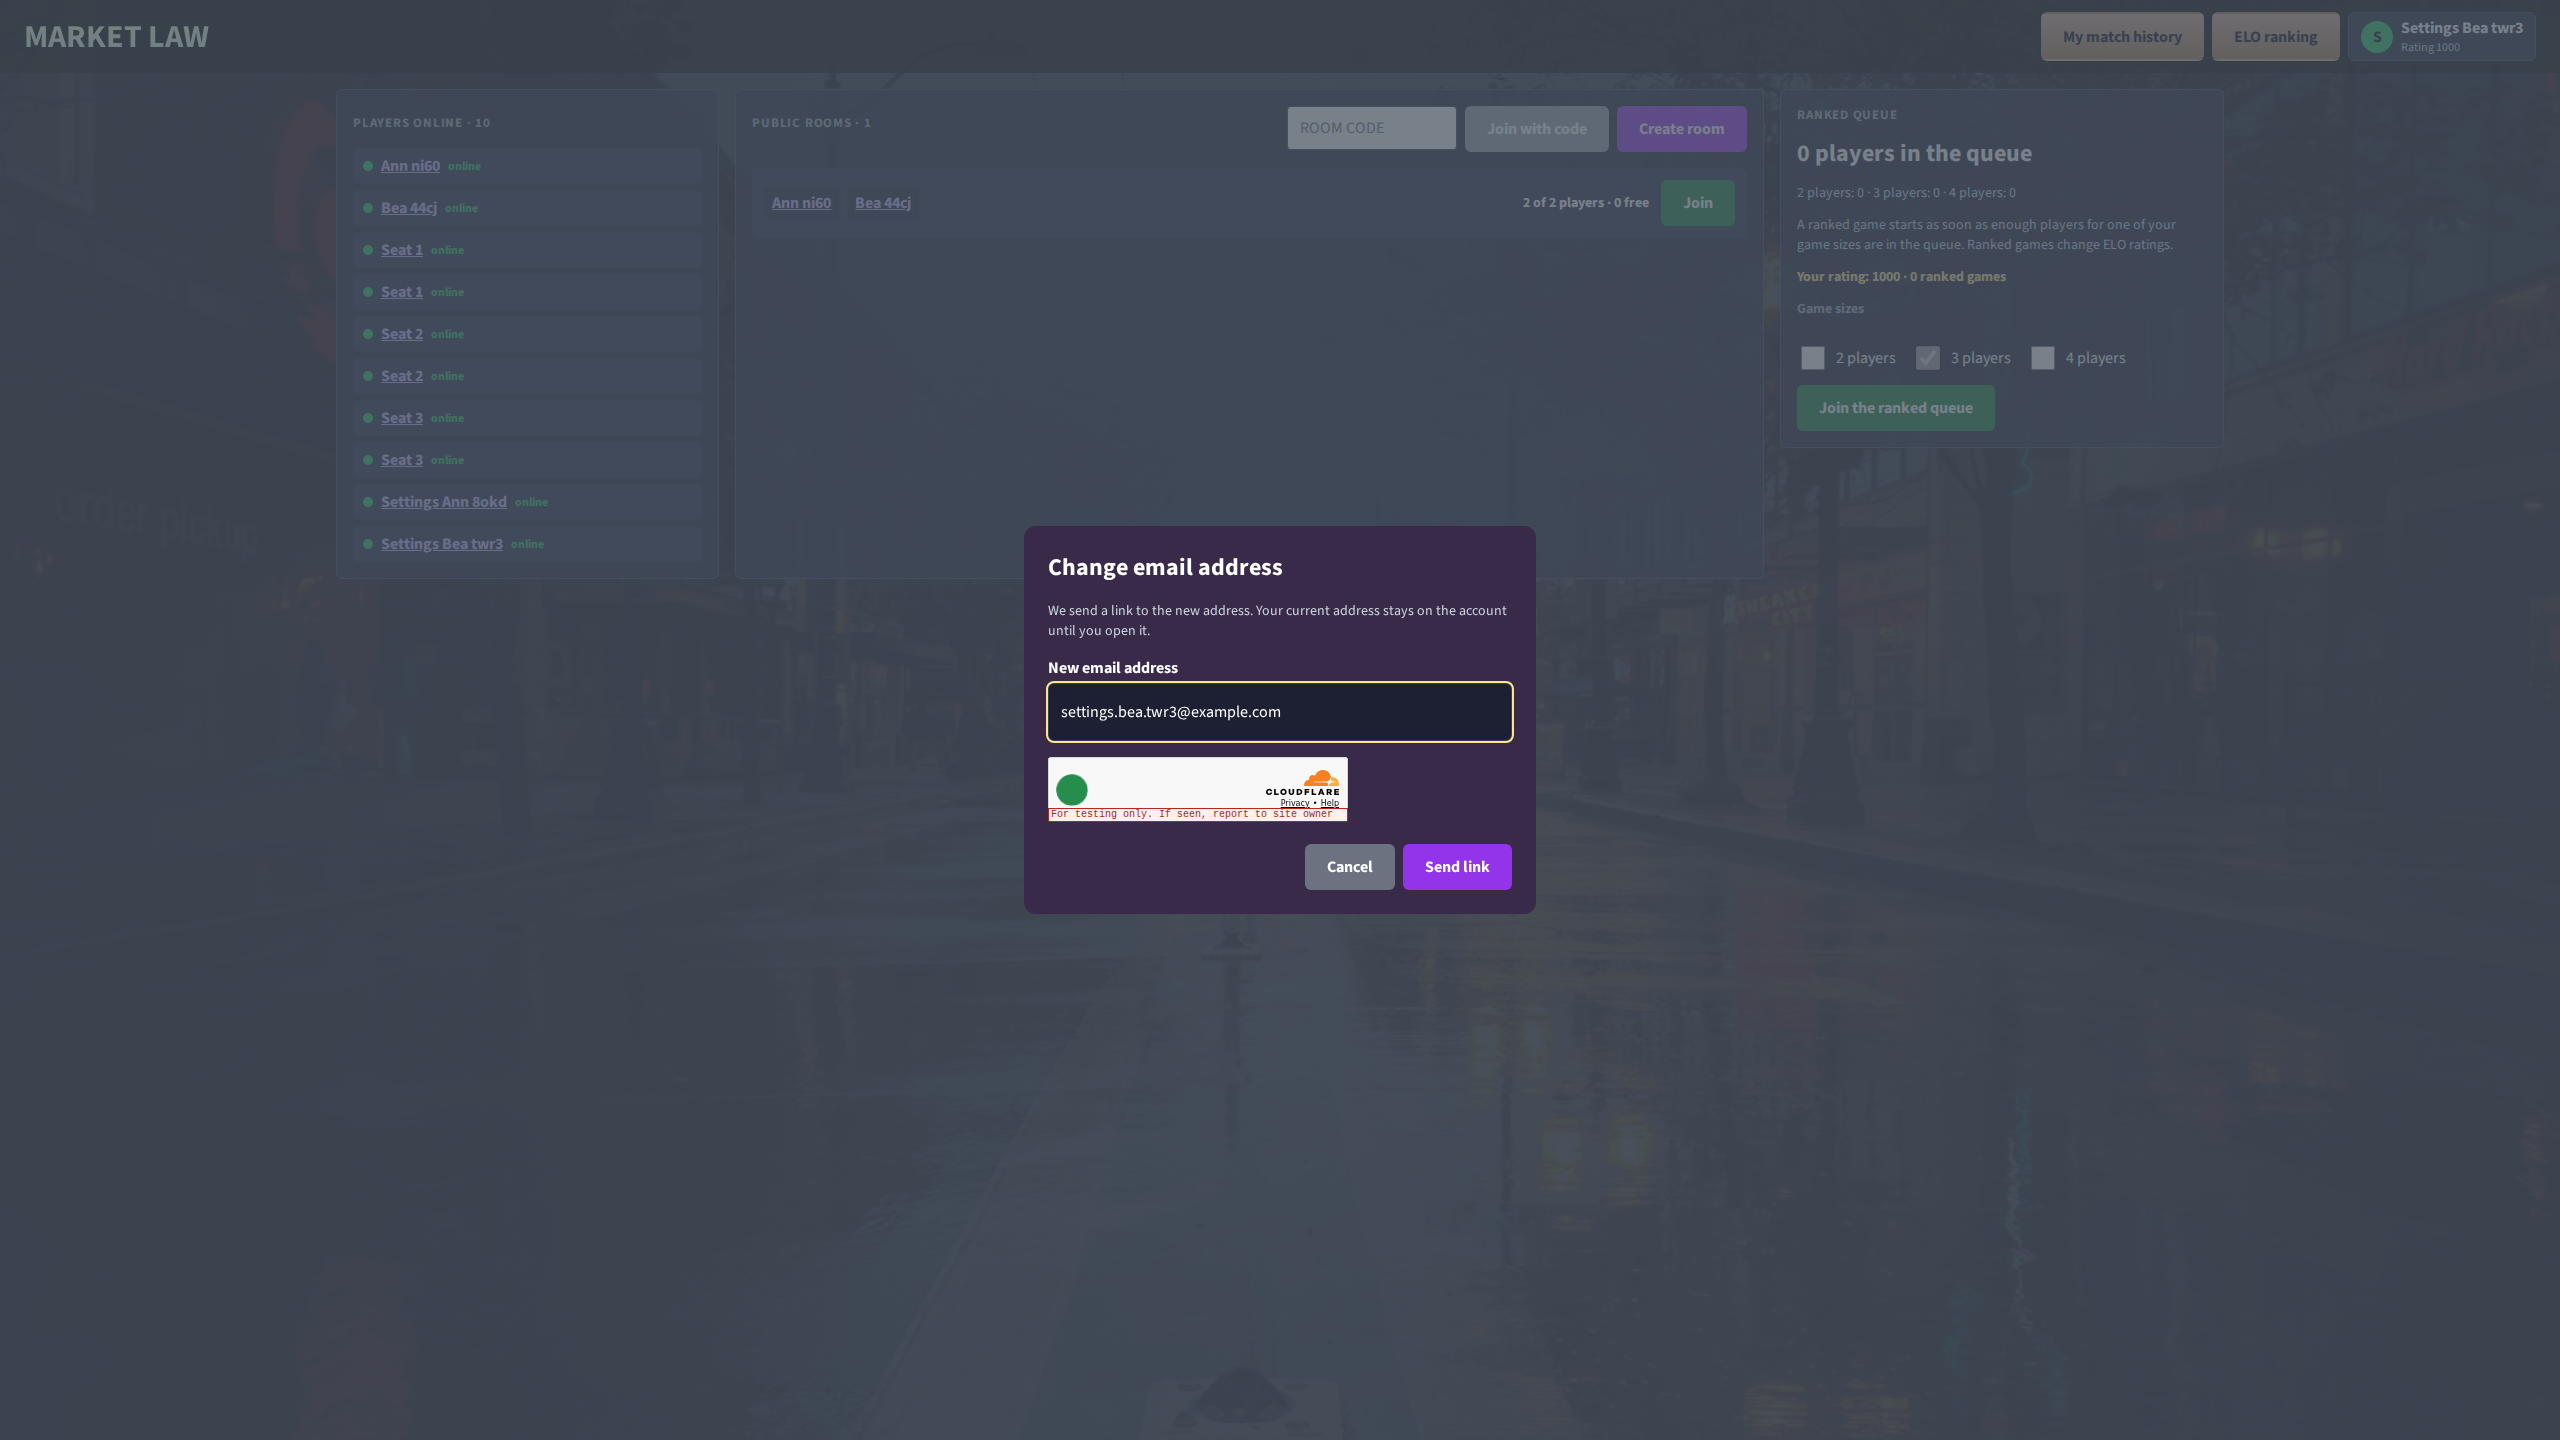 MARKET LAW
My match history
ELO ranking
S
Settings Bea twr3
Rating 1000
PLAYERS ONLINE · 10
Ann ni60 online
Bea 44cj online
Seat 1 online
Seat 1 online
Seat 2 online
Seat 2 online
Seat 3 online
Seat 3 online
Settings Ann 8okd online
Settings Bea twr3 online
PUBLIC ROOMS · 1
ROOM CODE
Join with code
Create room
Ann ni60 Bea 44cj
2 of 2 players · 0 free
Join
RANKED QUEUE
0 players in the queue
2 players: 0 · 3 players: 0 · 4 players: 0
A ranked game starts as soon as enough players for one of your
game sizes are in the queue. Ranked games change ELO ratings.
Your rating: 1000 · 0 ranked games
Game sizes
2 players 3 players 4 players
Join the ranked queue
order pickup
SNEAKER
CITY
Change email address
We send a link to the new address. Your current address stays on the account
until you open it.
New email address
settings.bea.twr3@example.com
CLOUDFLARE
Privacy • Help
For testing only. If seen, report to site owner
Cancel
Send link